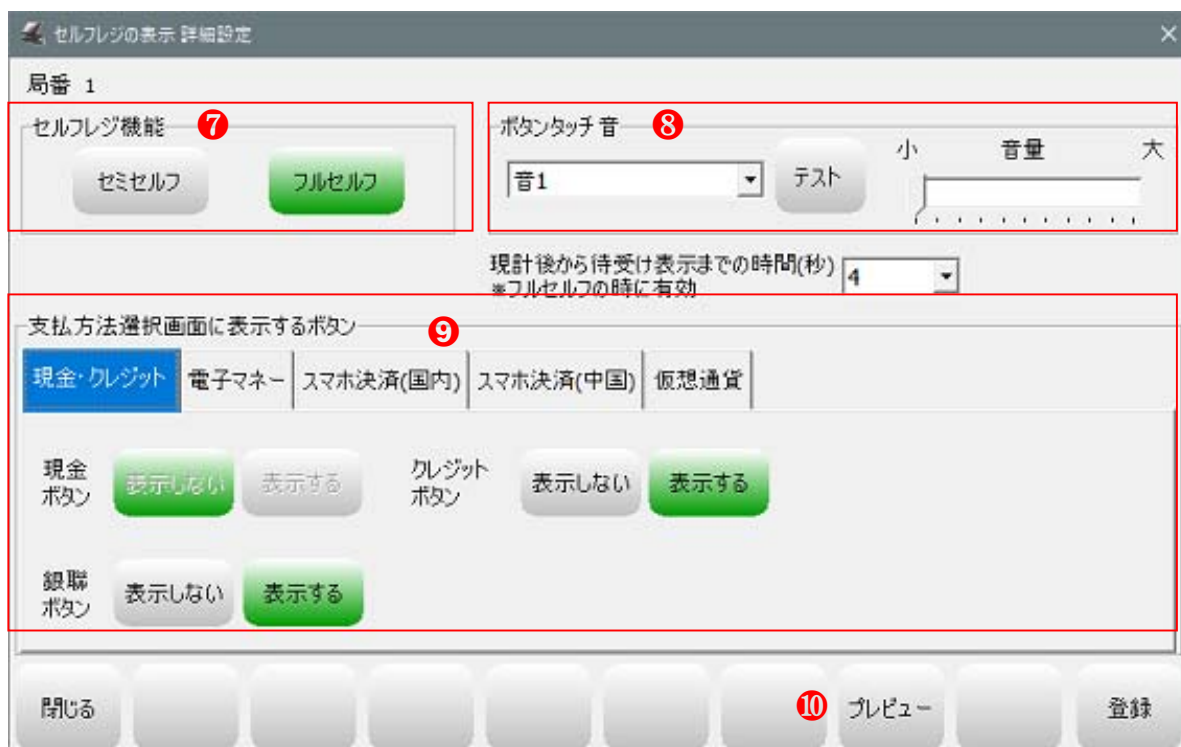 セルフレジの表示 詳細設定
局番 1
セルフレジ機能 ❼
セミセルフ フルセルフ
ボタンタッチ音 ❽
音1 テスト
小 音量 大
現計後から待受け表示までの時間(秒) 4
※フルセルフの時に有効
支払方法選択画面に表示するボタン ❾
現金・クレジット 電子マネー スマホ決済(国内) スマホ決済(中国) 仮想通貨
現金
ボタン
表示しない 表示する
クレジット
ボタン
表示しない 表示する
銀聯
ボタン
表示しない 表示する
閉じる ❿ プレビュー 登録